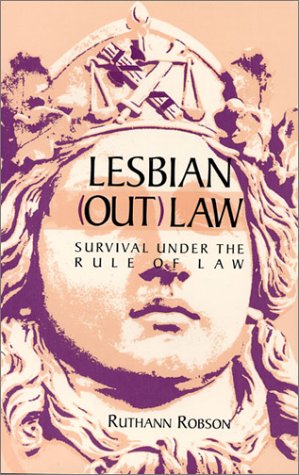 LESBIAN
(OUT)LAW
SURVIVAL UNDER THE
RULE OF LAW
RUTHANN ROBSON